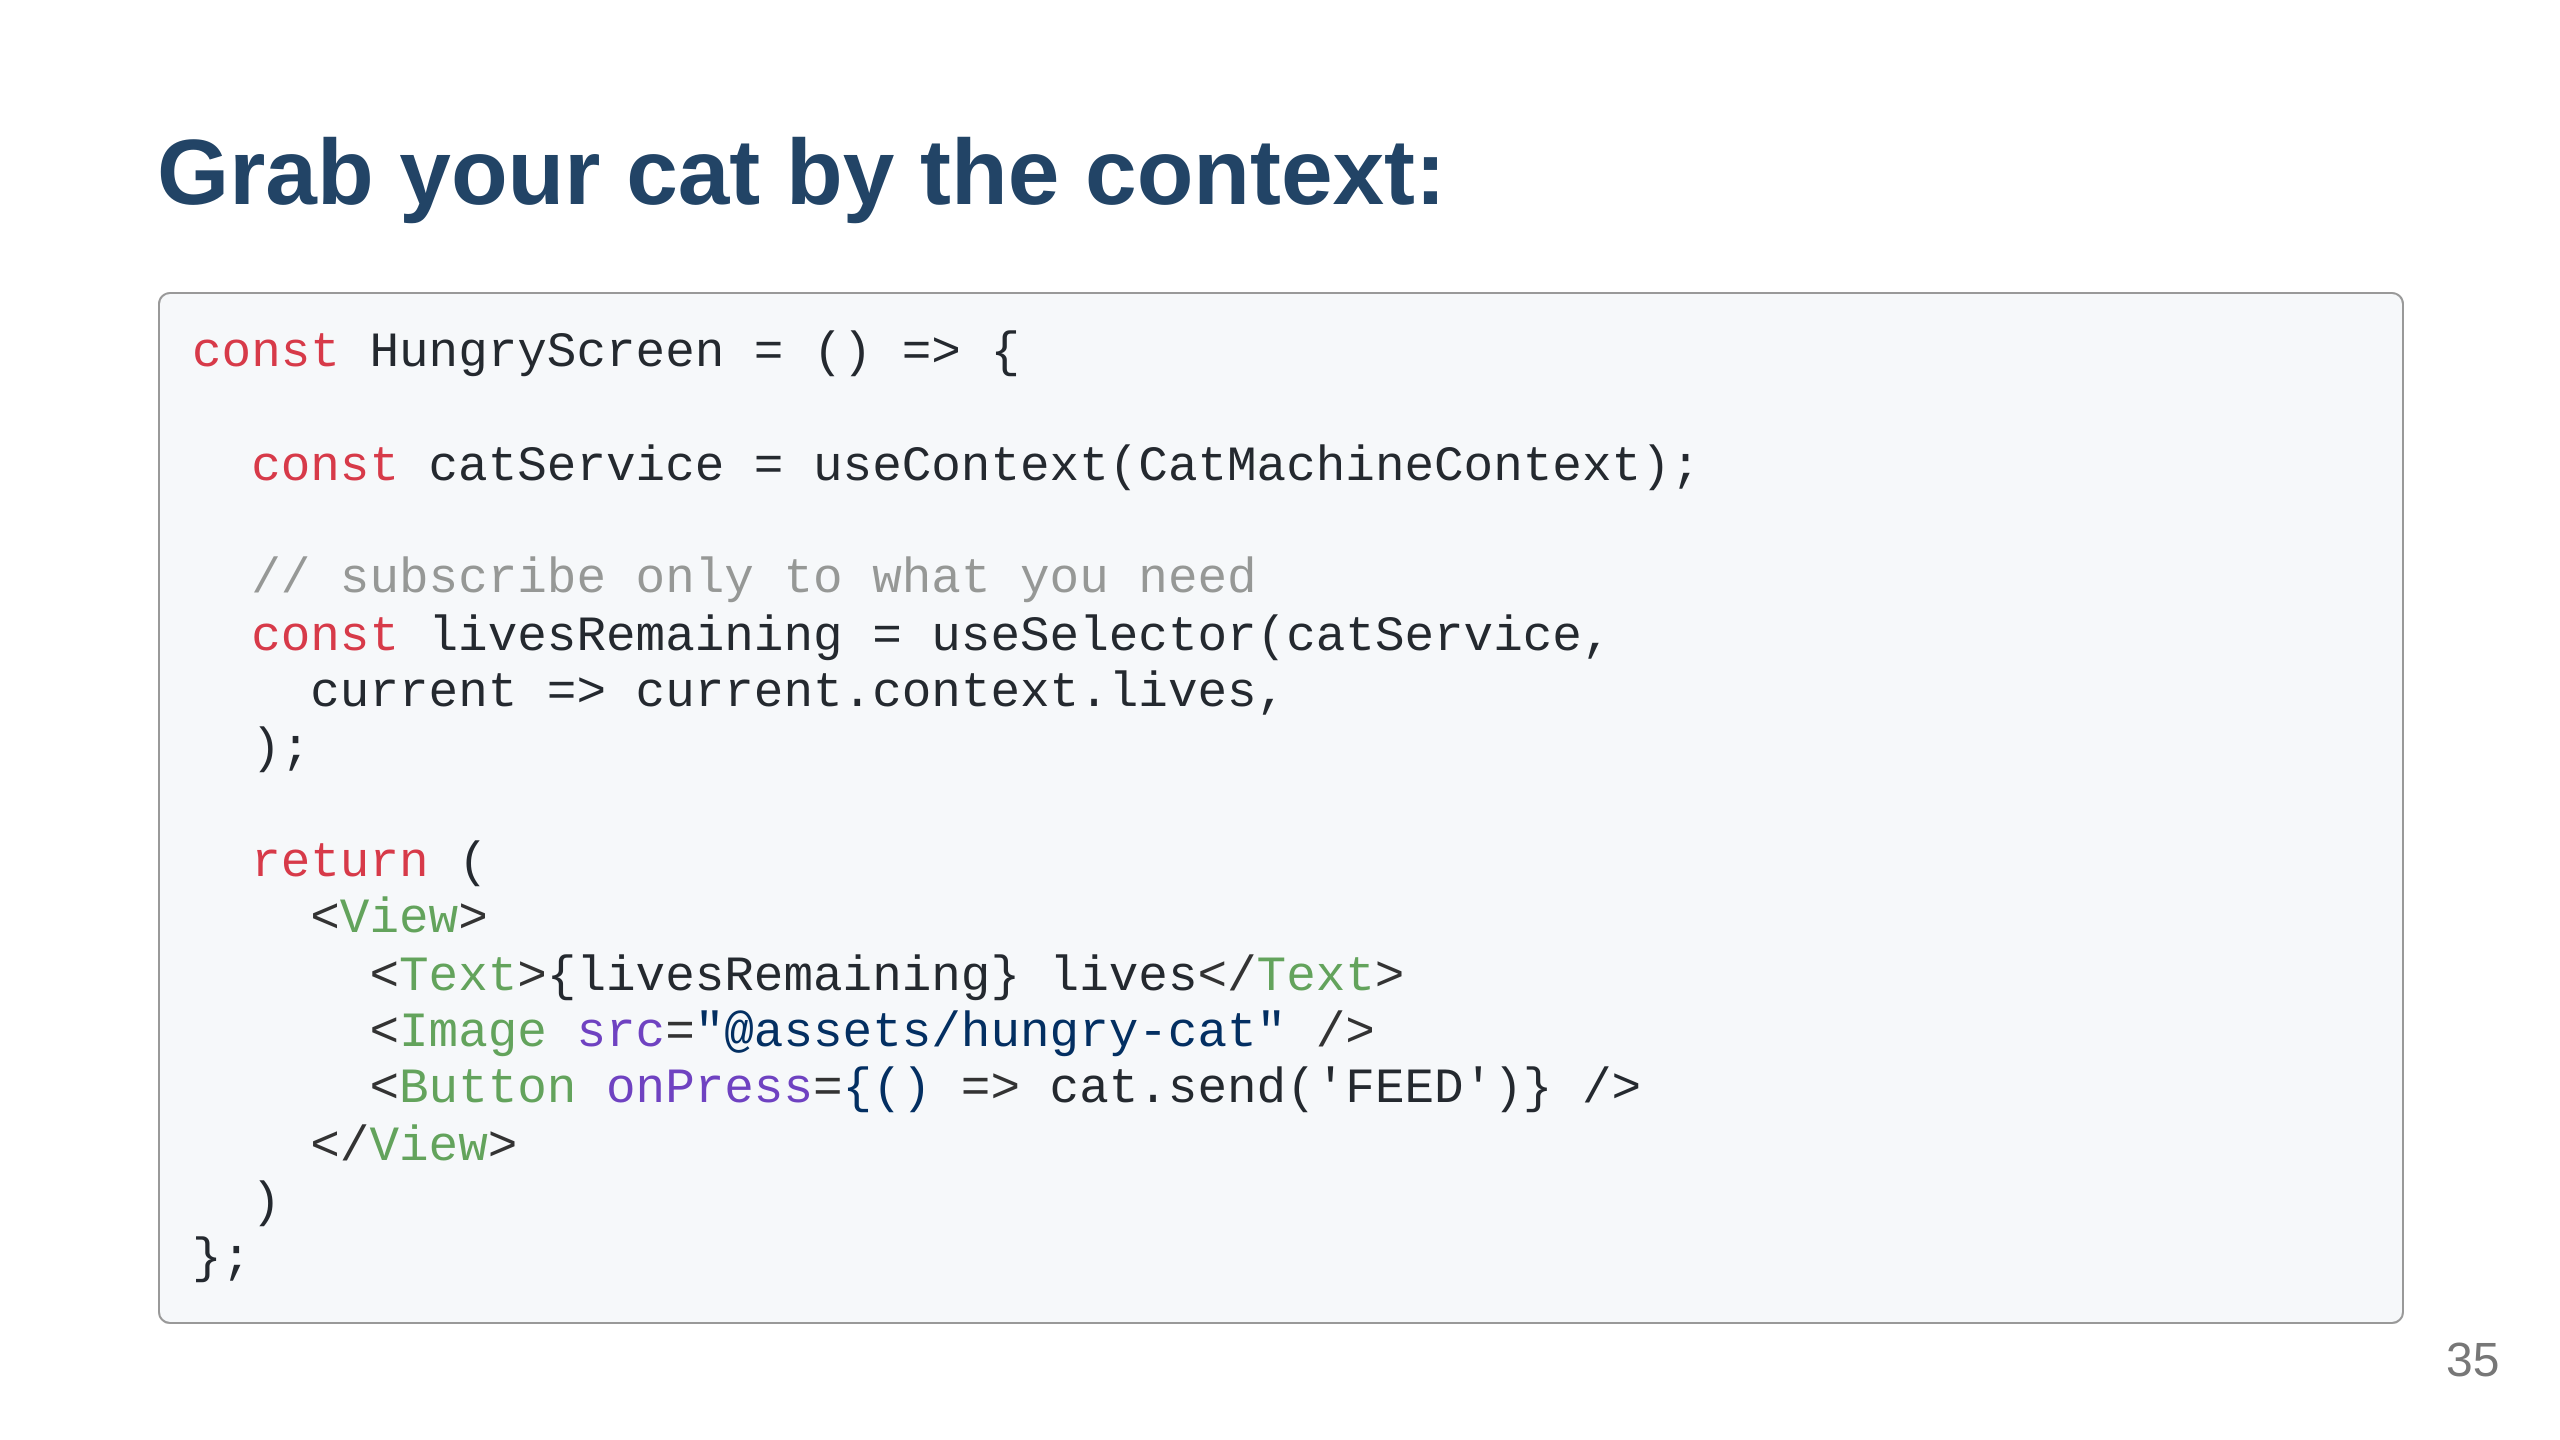 Grab your cat by the context:
const HungryScreen = () => {
  const catService = useContext(CatMachineContext);
  // subscribe only to what you need
  const livesRemaining = useSelector(catService,
    current => current.context.lives,
  );
  return (
    <View>
      <Text>{livesRemaining} lives</Text>
      <Image src="@assets/hungry-cat" />
      <Button onPress={() => cat.send('FEED')} />
    </View>
  )
};
35